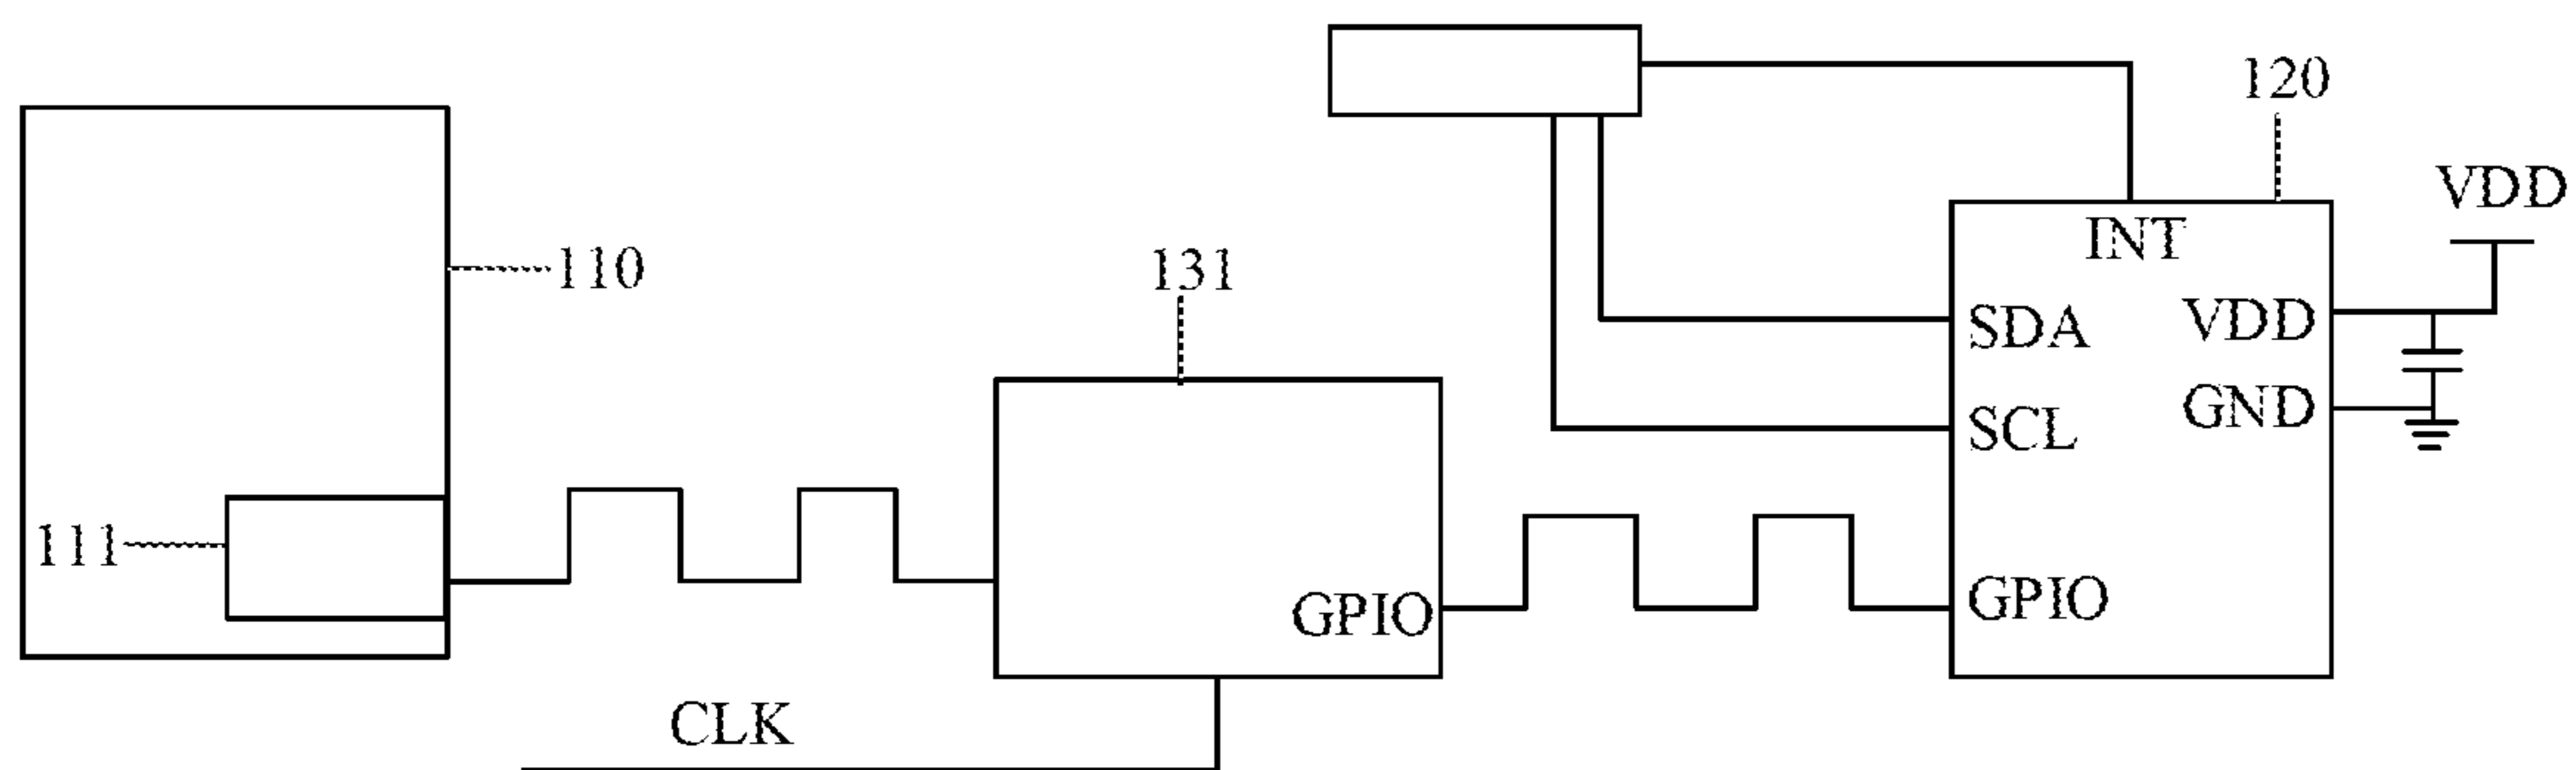 120
VDD
110
131
INT
SDA
VDD
SCL
GND
111
GPIO
GPIO
CLK